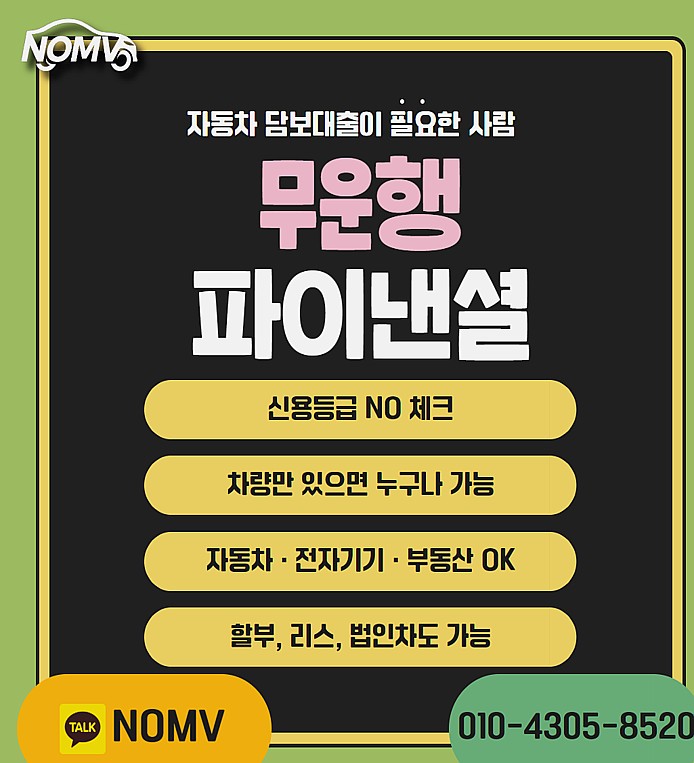 NOMV
자동차 담보대출이 필요한 사람
무운행
파이낸셜
신용등급 NO 체크
차량만 있으면 누구나 가능
자동차 · 전자기기 · 부동산 OK
할부, 리스, 법인차도 가능
TALK NOMV
010-4305-8520